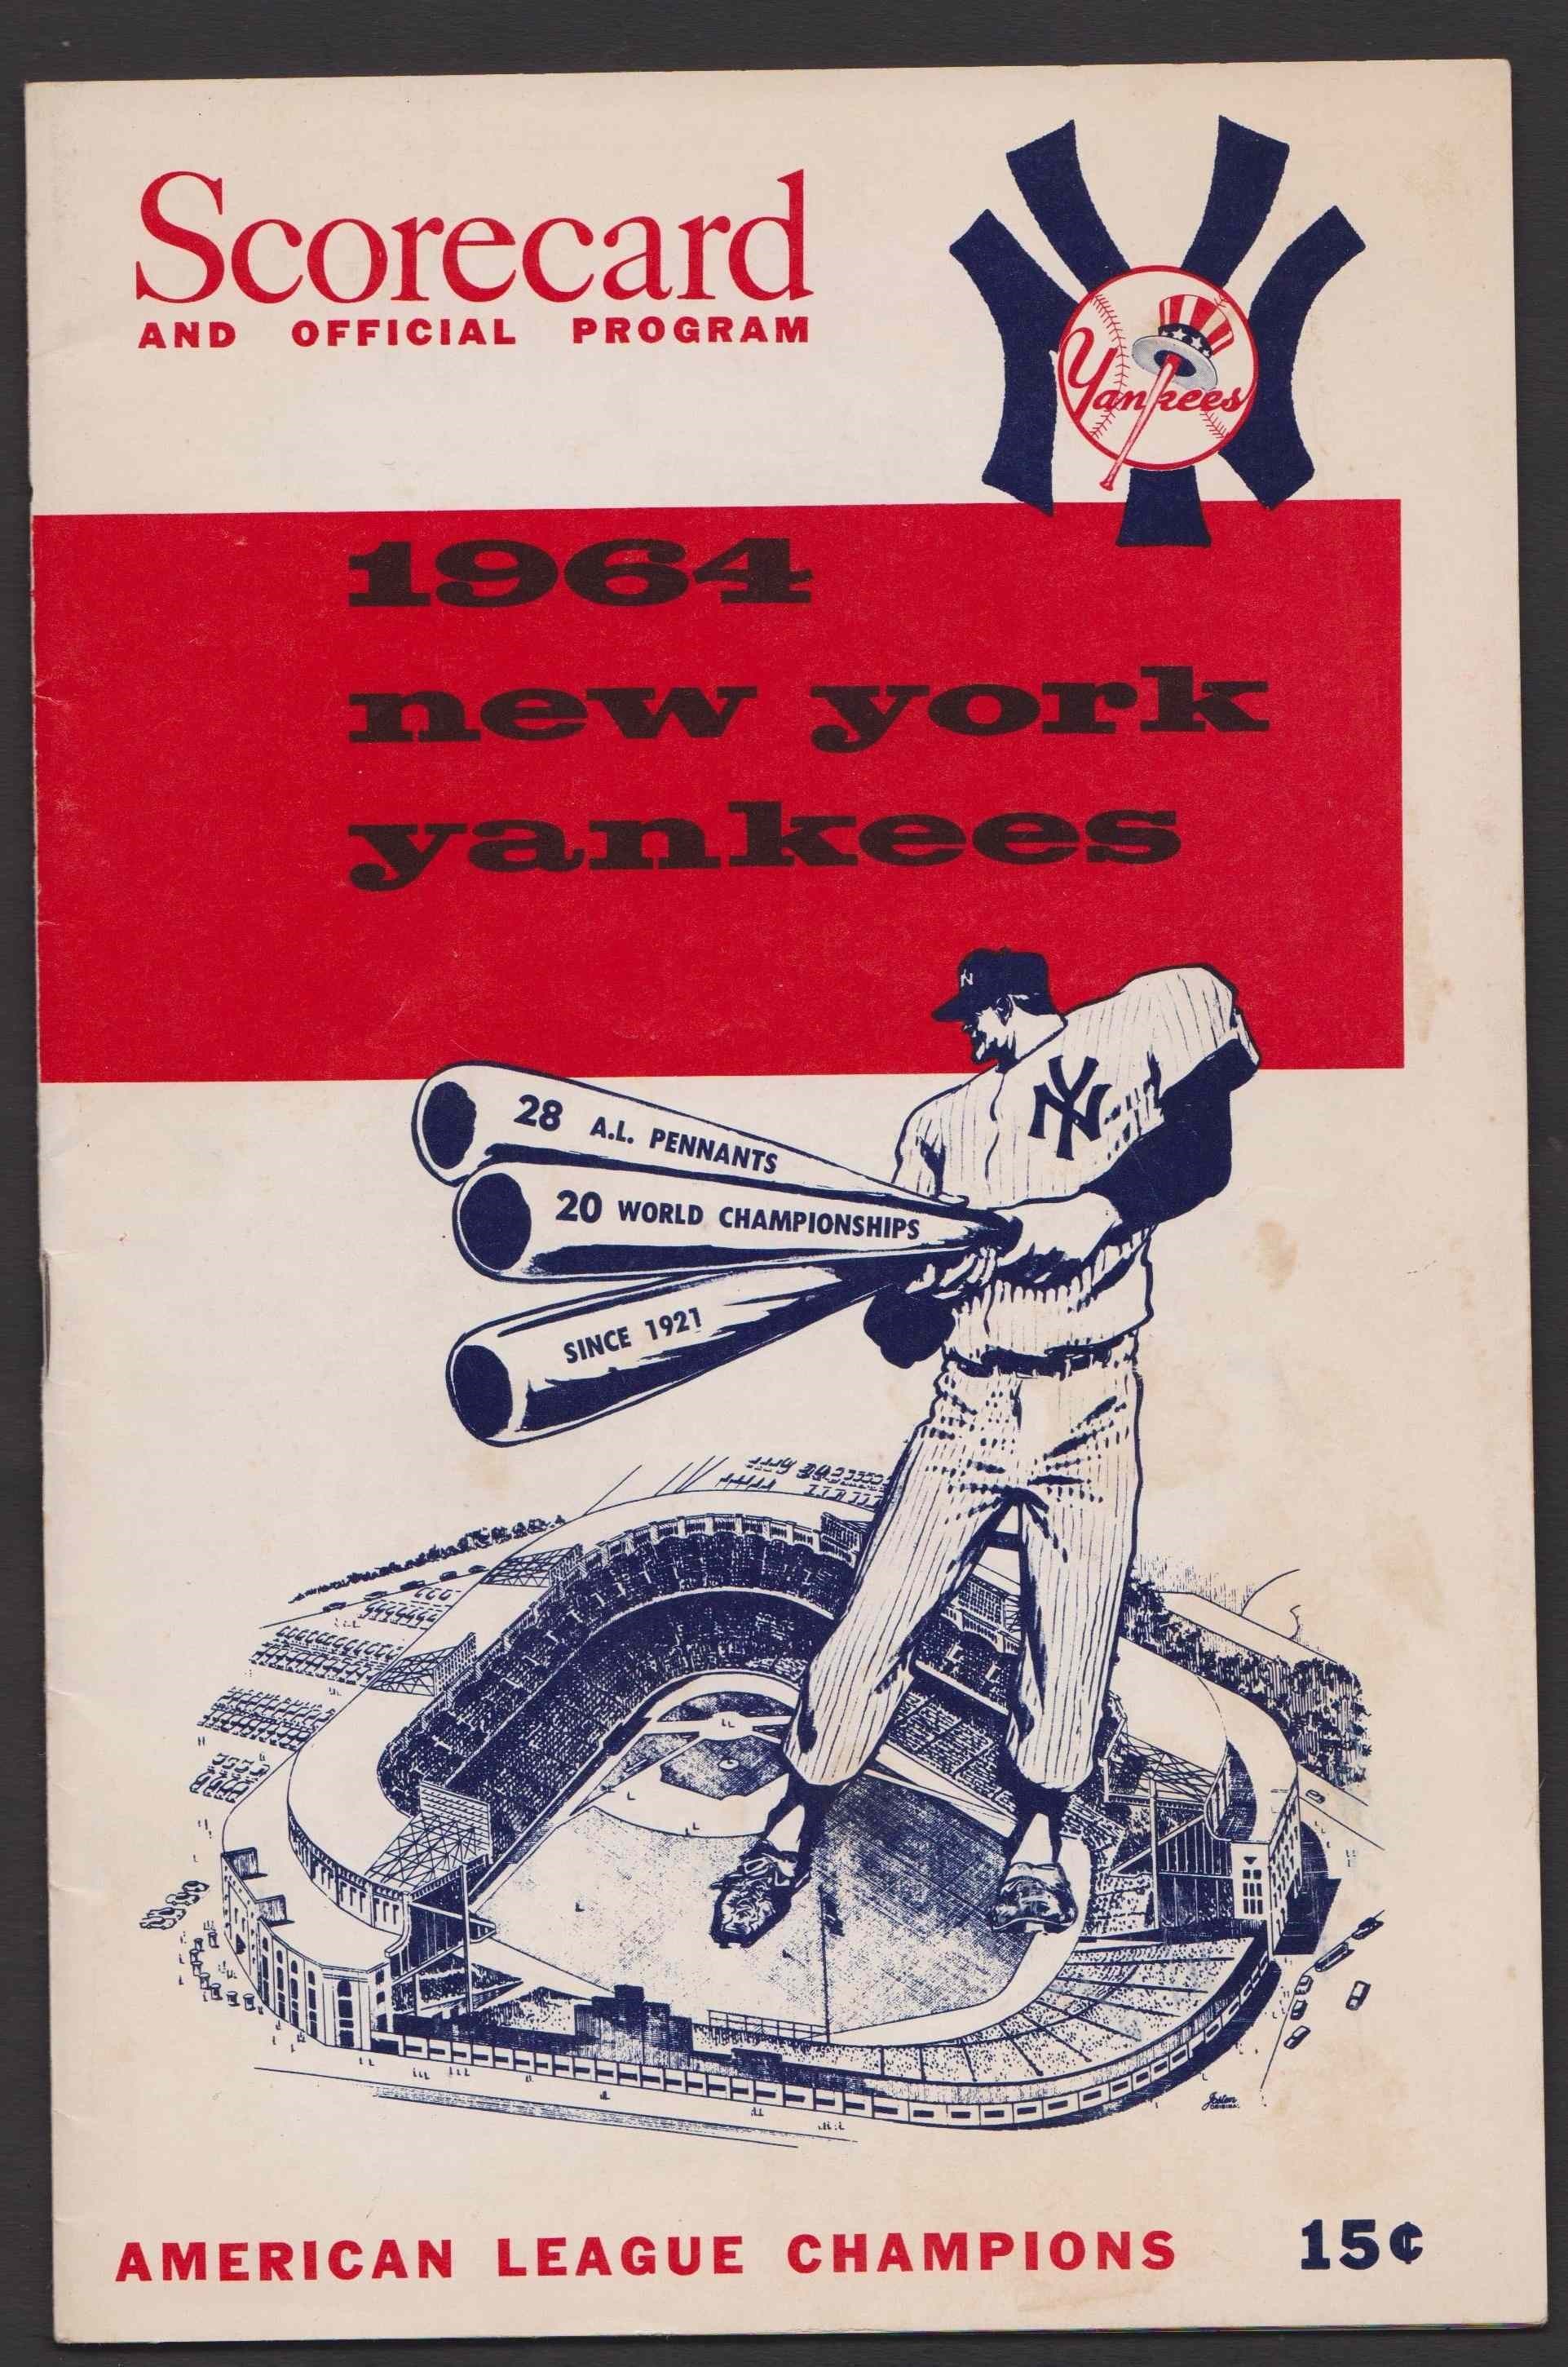 Scorecard
AND OFFICIAL PROGRAM
Yankees
1964
new york
yankees
N
NY
28 A.L. PENNANTS
20 WORLD CHAMPIONSHIPS
SINCE 1921
AMERICAN LEAGUE CHAMPIONS
15¢